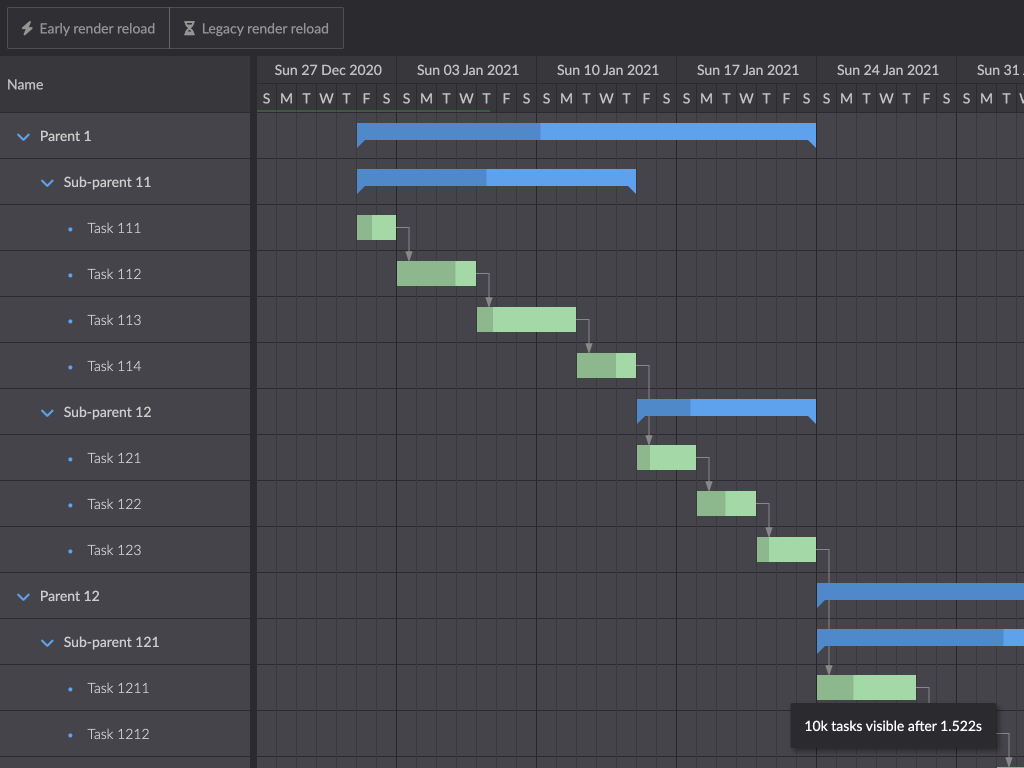 Early render reload Legacy render reload
Name Sun 27 Dec 2020 Sun 03 Jan 2021 Sun 10 Jan 2021 Sun 17 Jan 2021 Sun 24 Jan 2021 Sun 31
S M T W T F S S M T W T F S S M T W T F S S M T W T F S S M T W T F S S M T W
Parent 1
Sub-parent 11
Task 111
Task 112
Task 113
Task 114
Sub-parent 12
Task 121
Task 122
Task 123
Parent 12
Sub-parent 121
Task 1211
10k tasks visible after 1.522s
Task 1212